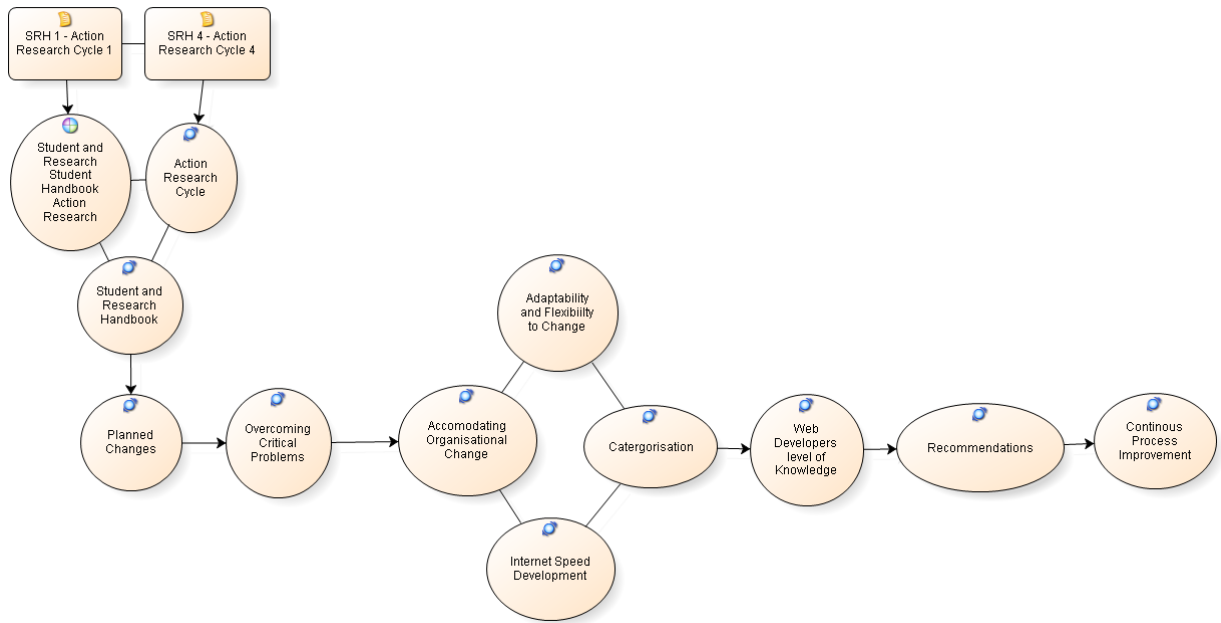 SRH 1 - Action
Research Cycle 1
SRH 4 - Action
Research Cycle 4
Student and
Research
Student
Handbook
Action
Research
Action
Research
Cycle
Student and
Research
Handbook
Planned
Changes
Overcoming
Critical
Problems
Accomodating
Organisational
Change
Adaptability
and Flexibiilty
to Change
Internet Speed
Development
Catergorisation
Web
Developers
level of
Knowledge
Recommendations
Continous
Process
Improvement